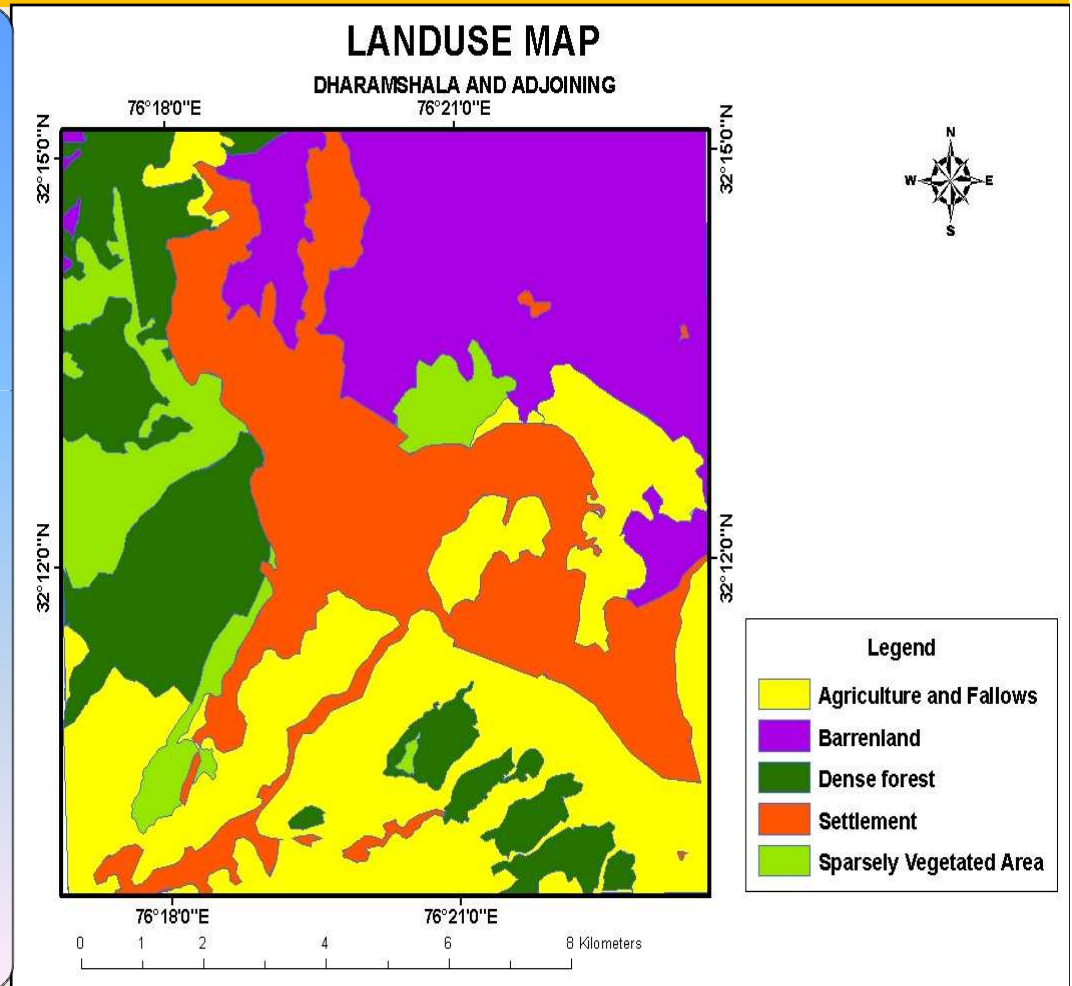 LANDUSE MAP
DHARAMSHALA AND ADJOINING
76°18'0"E 76°21'0"E
32°15'0"N 32°15'0"N
N
W E
S
32°12'0"N 32°12'0"N
Legend
Agriculture and Fallows
Barrenland
Dense forest
Settlement
Sparsely Vegetated Area
76°18'0"E 76°21'0"E
0 1 2 4 6 8 Kilometers